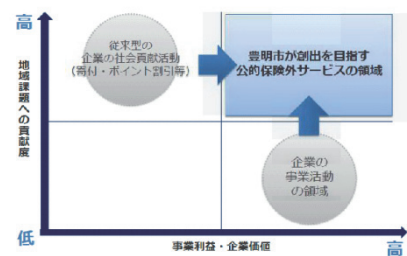 高
従来型の
企業の社会貢献活動
(寄付・ポイント割引等)
豊明市が創出を目指す
公的保険外サービスの領域
地域課題への貢献度
企業の
事業活動
の領域
低
事業利益・企業価値
高